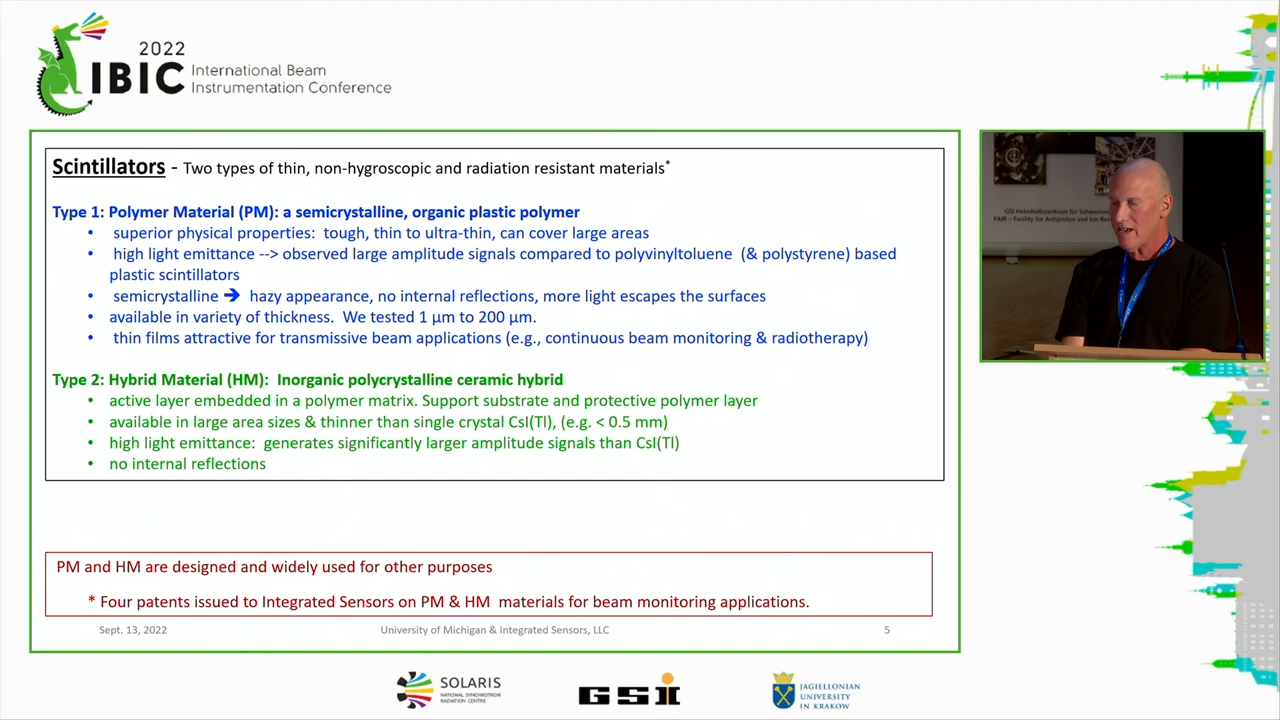 2022
IBIC
International Beam
Instrumentation Conference
Scintillators - Two types of thin, non-hygroscopic and radiation resistant materials*
Type 1: Polymer Material (PM): a semicrystalline, organic plastic polymer
• superior physical properties: tough, thin to ultra-thin, can cover large areas
• high light emittance --> observed large amplitude signals compared to polyvinyltoluene (& polystyrene) based
plastic scintillators
• semicrystalline ➔ hazy appearance, no internal reflections, more light escapes the surfaces
• available in variety of thickness. We tested 1 µm to 200 µm.
• thin films attractive for transmissive beam applications (e.g., continuous beam monitoring & radiotherapy)
Type 2: Hybrid Material (HM): Inorganic polycrystalline ceramic hybrid
• active layer embedded in a polymer matrix. Support substrate and protective polymer layer
• available in large area sizes & thinner than single crystal CsI(Tl), (e.g. < 0.5 mm)
• high light emittance: generates significantly larger amplitude signals than CsI(Tl)
• no internal reflections
PM and HM are designed and widely used for other purposes
* Four patents issued to Integrated Sensors on PM & HM materials for beam monitoring applications.
Sept. 13, 2022
University of Michigan & Integrated Sensors, LLC
5
GSI Helmholtzzentrum für
FAIR – Facility for Antiproton and Ion
SOLARIS
NATIONAL SYNCHROTRON
RADIATION CENTRE
GSI
JAGIELLONIAN
UNIVERSITY
IN KRAKOW